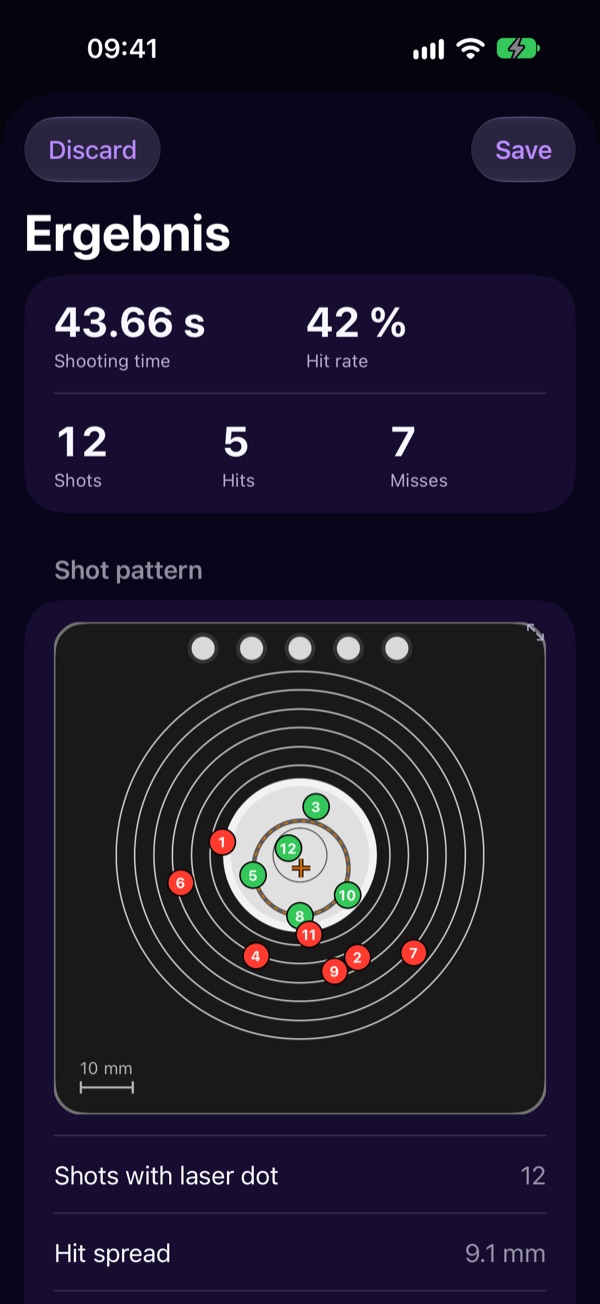 09:41
Discard
Save
Ergebnis
43.66 s
42 %
Shooting time
Hit rate
12
5
7
Shots
Hits
Misses
Shot pattern
3
1
12
5
6
10
8
11
4
2
7
9
10 mm
Shots with laser dot
12
Hit spread
9.1 mm